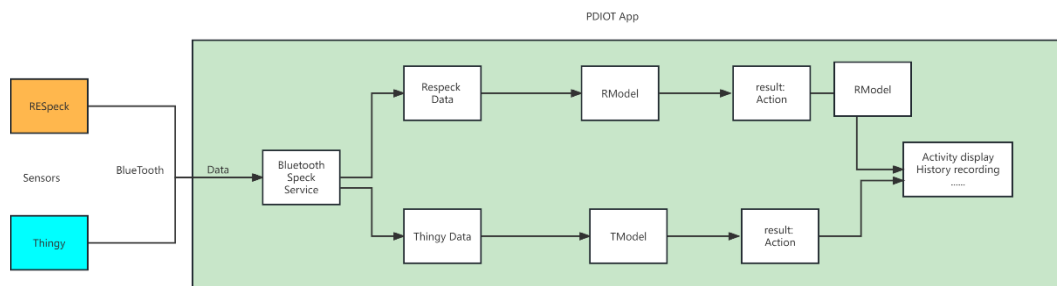 PDIOT App
RESpeck
Sensors
Thingy
BlueTooth
Data
Bluetooth
Speck
Service
Respeck
Data
RModel
result:
Action
RModel
Thingy Data
TModel
result:
Action
Activity display
History recording
......